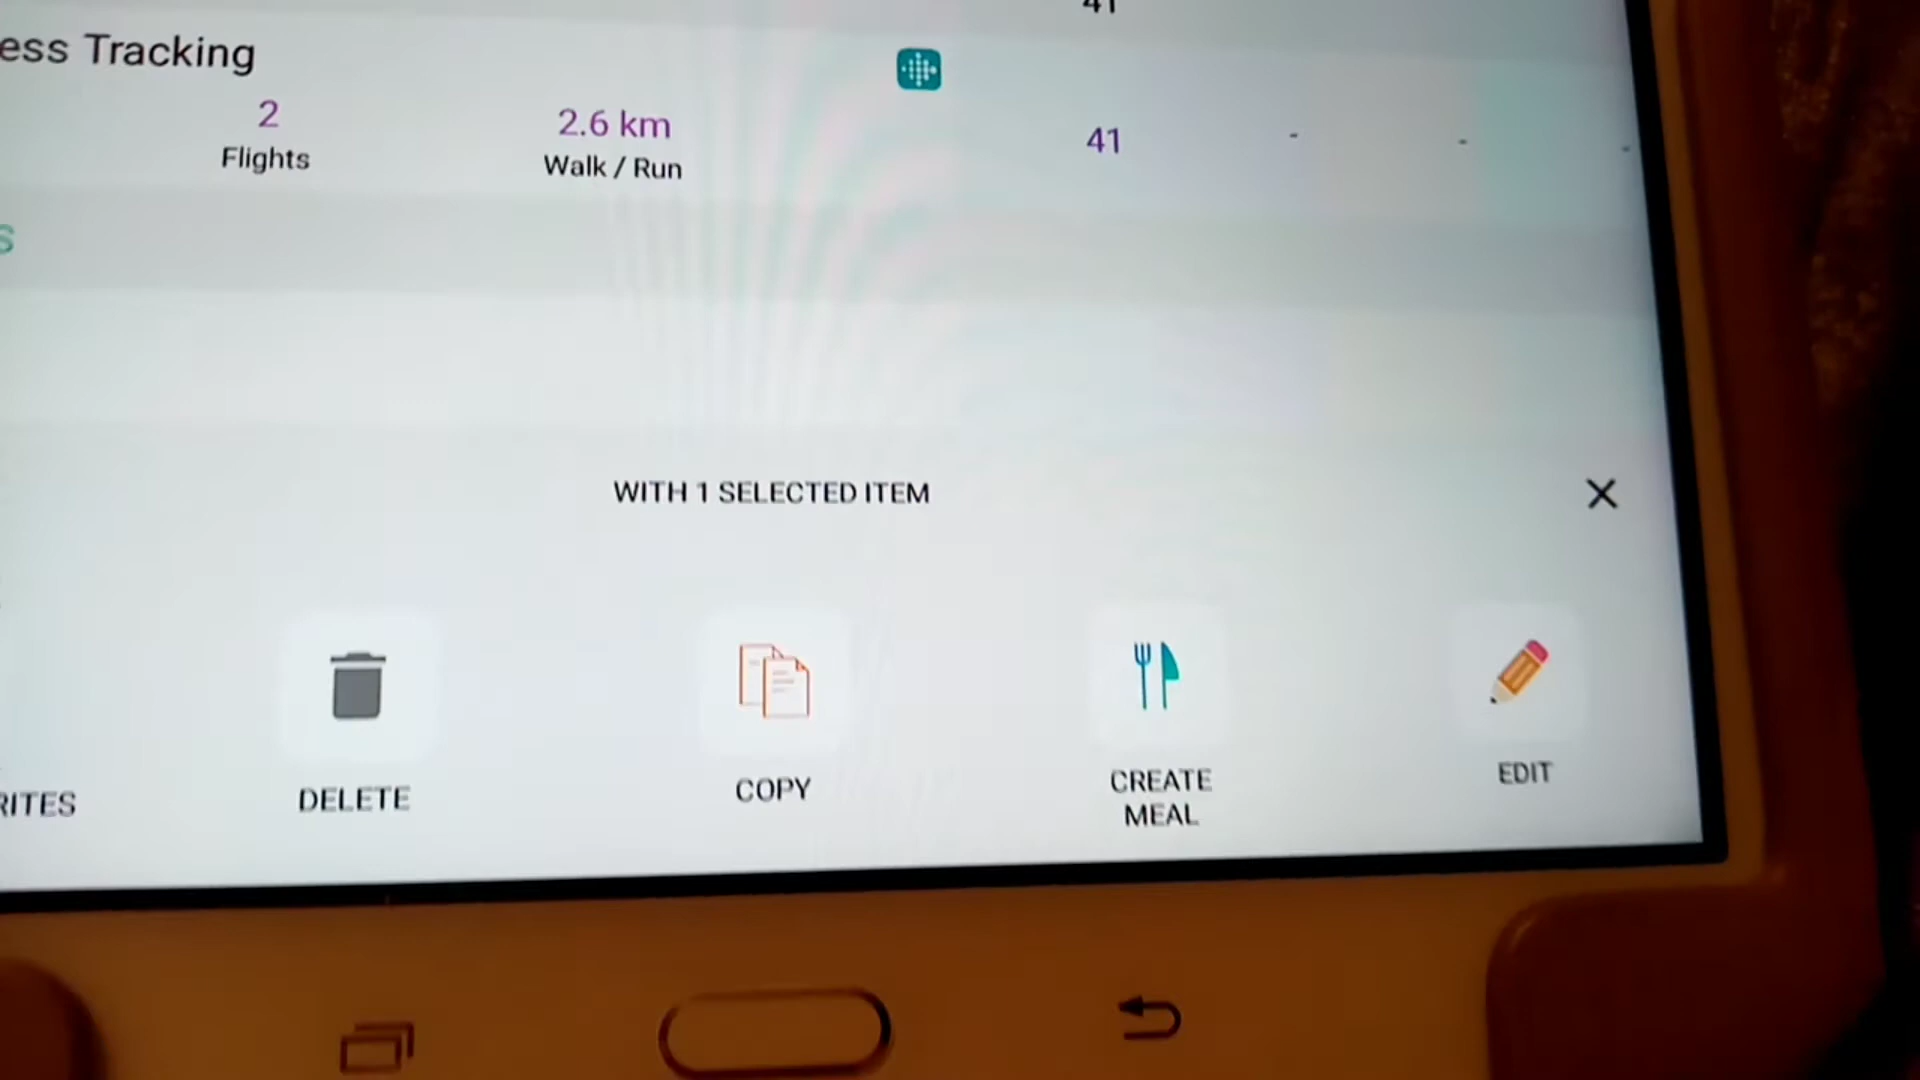 41
ess Tracking
2
2.6 km
41
-
-
-
Flights
Walk / Run
S
WITH 1 SELECTED ITEM
RITES
DELETE
COPY
CREATE
MEAL
EDIT